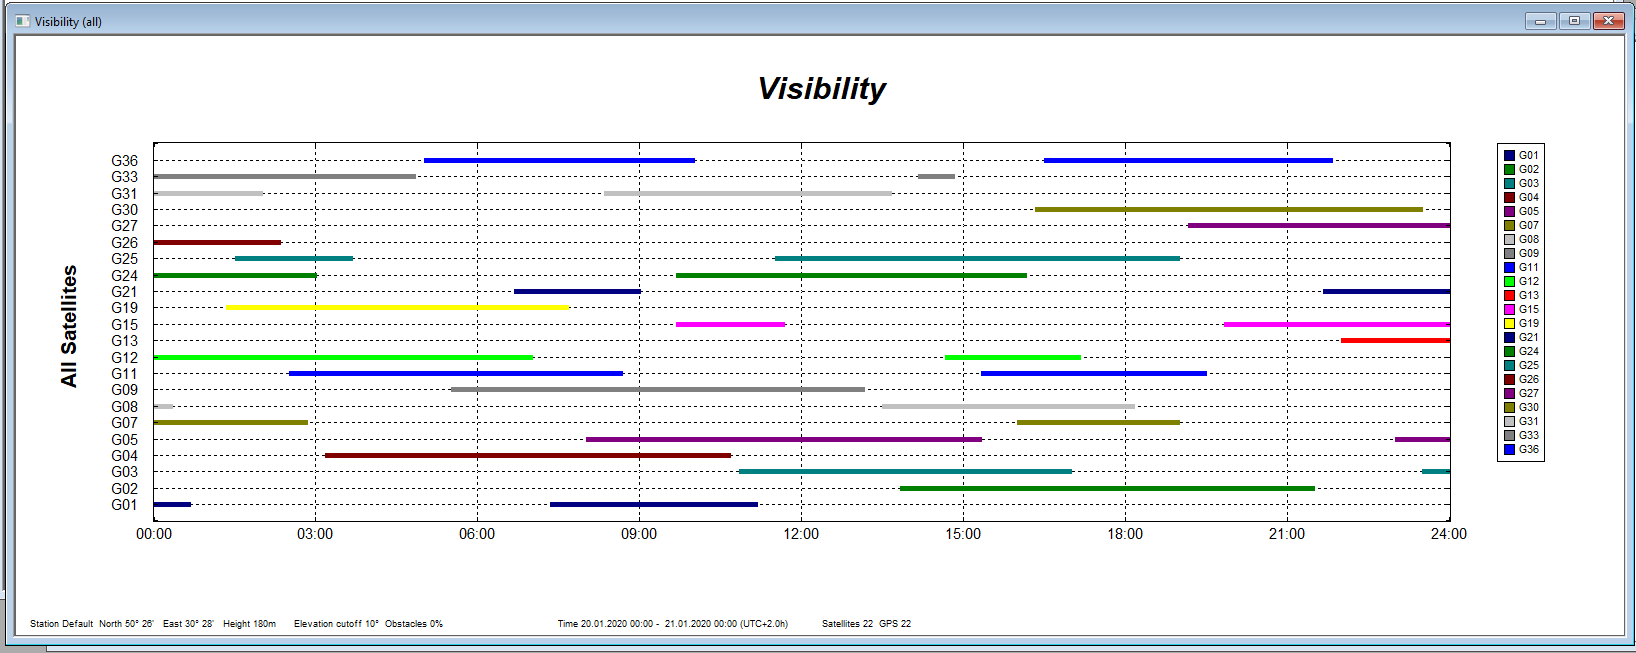 Visibility (all)
Visibility
All Satellites
G36
G33
G31
G30
G27
G26
G25
G24
G21
G19
G15
G13
G12
G11
G09
G08
G07
G05
G04
G03
G02
G01
00:00 03:00 06:00 09:00 12:00 15:00 18:00 21:00 24:00
G01
G02
G03
G04
G05
G07
G08
G09
G11
G12
G13
G15
G19
G21
G24
G25
G26
G27
G30
G31
G33
G36
Station Default North 50° 26' East 30° 28' Height 180m Elevation cutoff 10° Obstacles 0% Time 20.01.2020 00:00 - 21.01.2020 00:00 (UTC+2.0h) Satellites 22 GPS 22